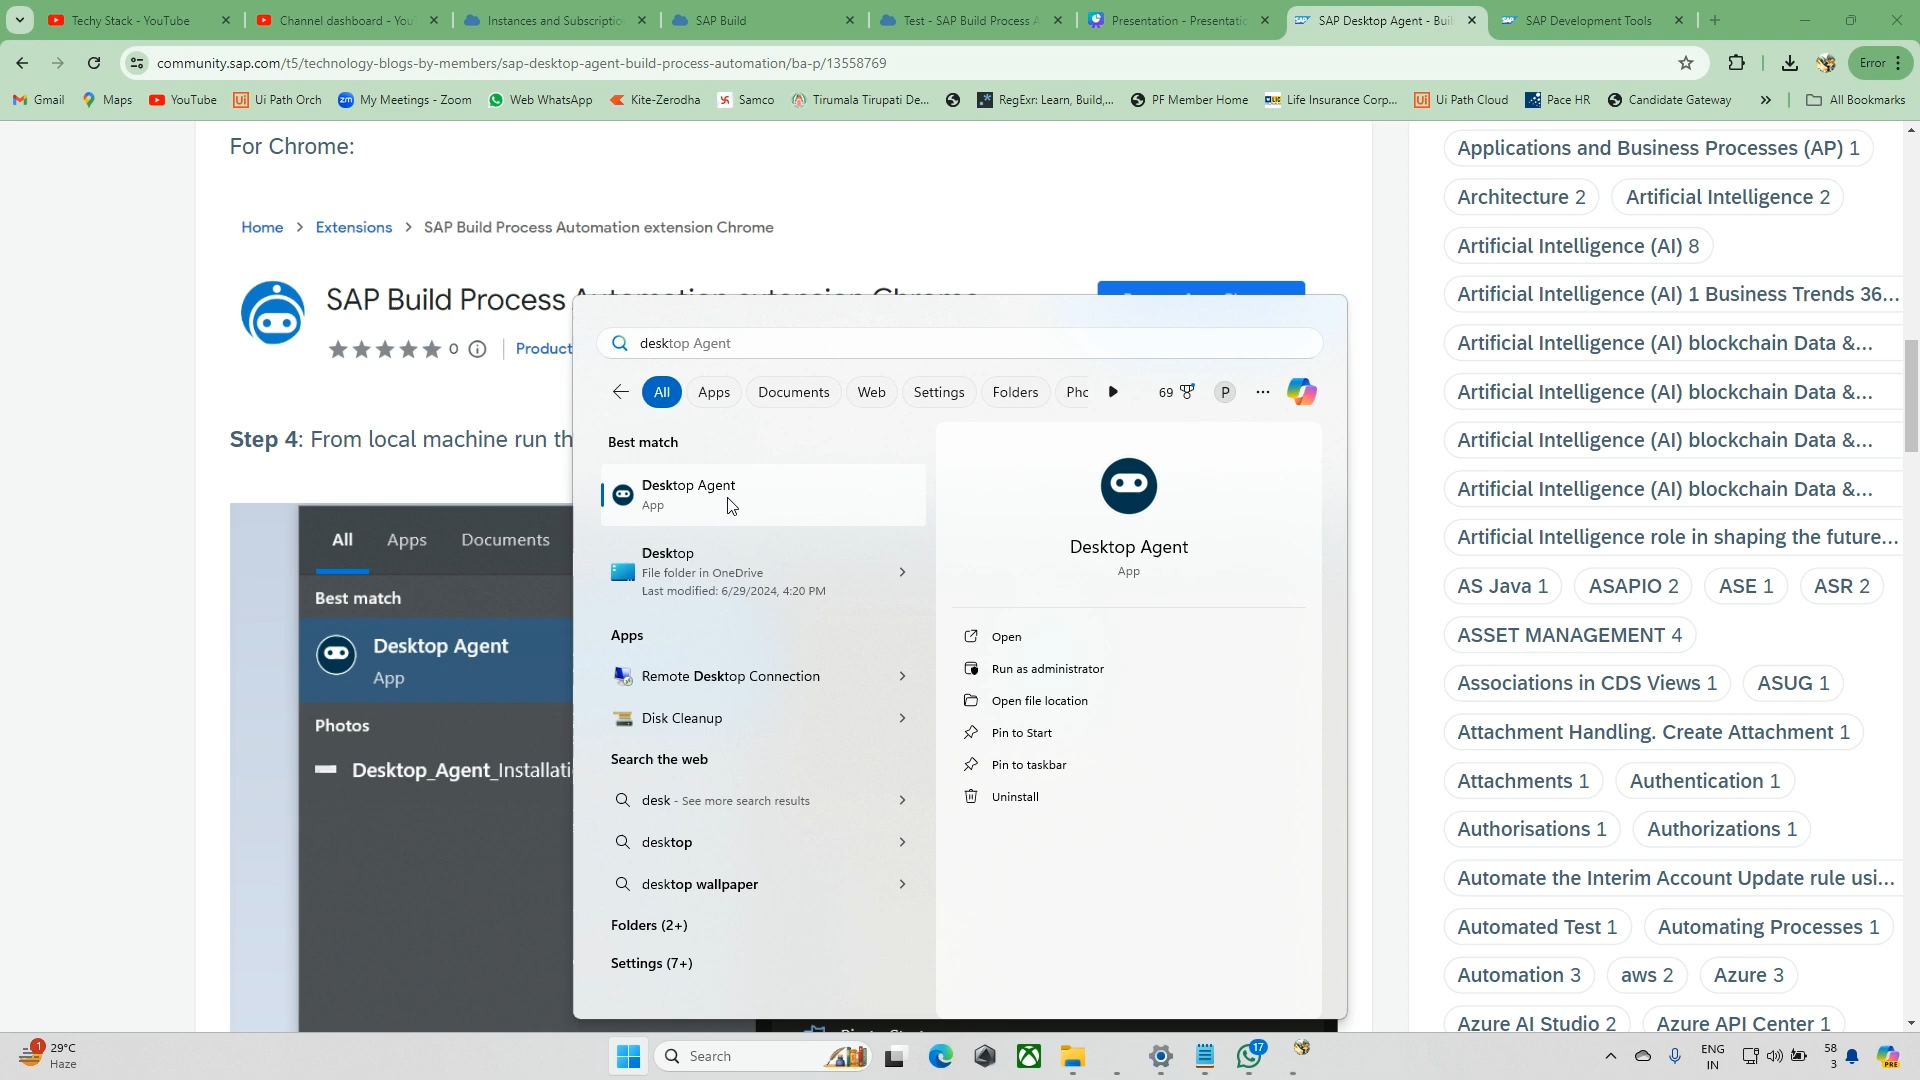 Techy Stack - YouTube
Channel dashboard - You
Instances and Subscriptio
SAP Build
Test - SAP Build Process A
Presentation - Presentatio
SAP Desktop Agent - Buil
SAP Development Tools
community.sap.com/t5/technology-blogs-by-members/sap-desktop-agent-build-process-automation/ba-p/13558769
Error
Gmail
Maps
YouTube
Ui Path Orch
My Meetings - Zoom
Web WhatsApp
Kite-Zerodha
Samco
Tirumala Tirupati De...
RegExr: Learn, Build,...
PF Member Home
Life Insurance Corp...
Ui Path Cloud
Pace HR
Candidate Gateway
All Bookmarks
For Chrome:
Home > Extensions > SAP Build Process Automation extension Chrome
SAP Build Process Automation extension Chrome
0
Product
Step 4: From local machine run th
All Apps Documents
Best match
Desktop Agent
App
Photos
Desktop_Agent_Installati
desktop Agent
All
Apps
Documents
Web
Settings
Folders
Phc
69
P
Best match
Desktop Agent
App
Desktop
File folder in OneDrive
Last modified: 6/29/2024, 4:20 PM
Apps
Remote Desktop Connection
Disk Cleanup
Search the web
desk - See more search results
desktop
desktop wallpaper
Folders (2+)
Settings (7+)
Desktop Agent
App
Open
Run as administrator
Open file location
Pin to Start
Pin to taskbar
Uninstall
Applications and Business Processes (AP) 1
Architecture 2
Artificial Intelligence 2
Artificial Intelligence (AI) 8
Artificial Intelligence (AI) 1 Business Trends 36...
Artificial Intelligence (AI) blockchain Data &...
Artificial Intelligence (AI) blockchain Data &...
Artificial Intelligence (AI) blockchain Data &...
Artificial Intelligence (AI) blockchain Data &...
Artificial Intelligence role in shaping the future...
AS Java 1
ASAPIO 2
ASE 1
ASR 2
ASSET MANAGEMENT 4
Associations in CDS Views 1
ASUG 1
Attachment Handling. Create Attachment 1
Attachments 1
Authentication 1
Authorisations 1
Authorizations 1
Automate the Interim Account Update rule usi...
Automated Test 1
Automating Processes 1
Automation 3
aws 2
Azure 3
Azure AI Studio 2
Azure API Center 1
1
29°C
Haze
Search
17
ENG
IN
58
3
PRE